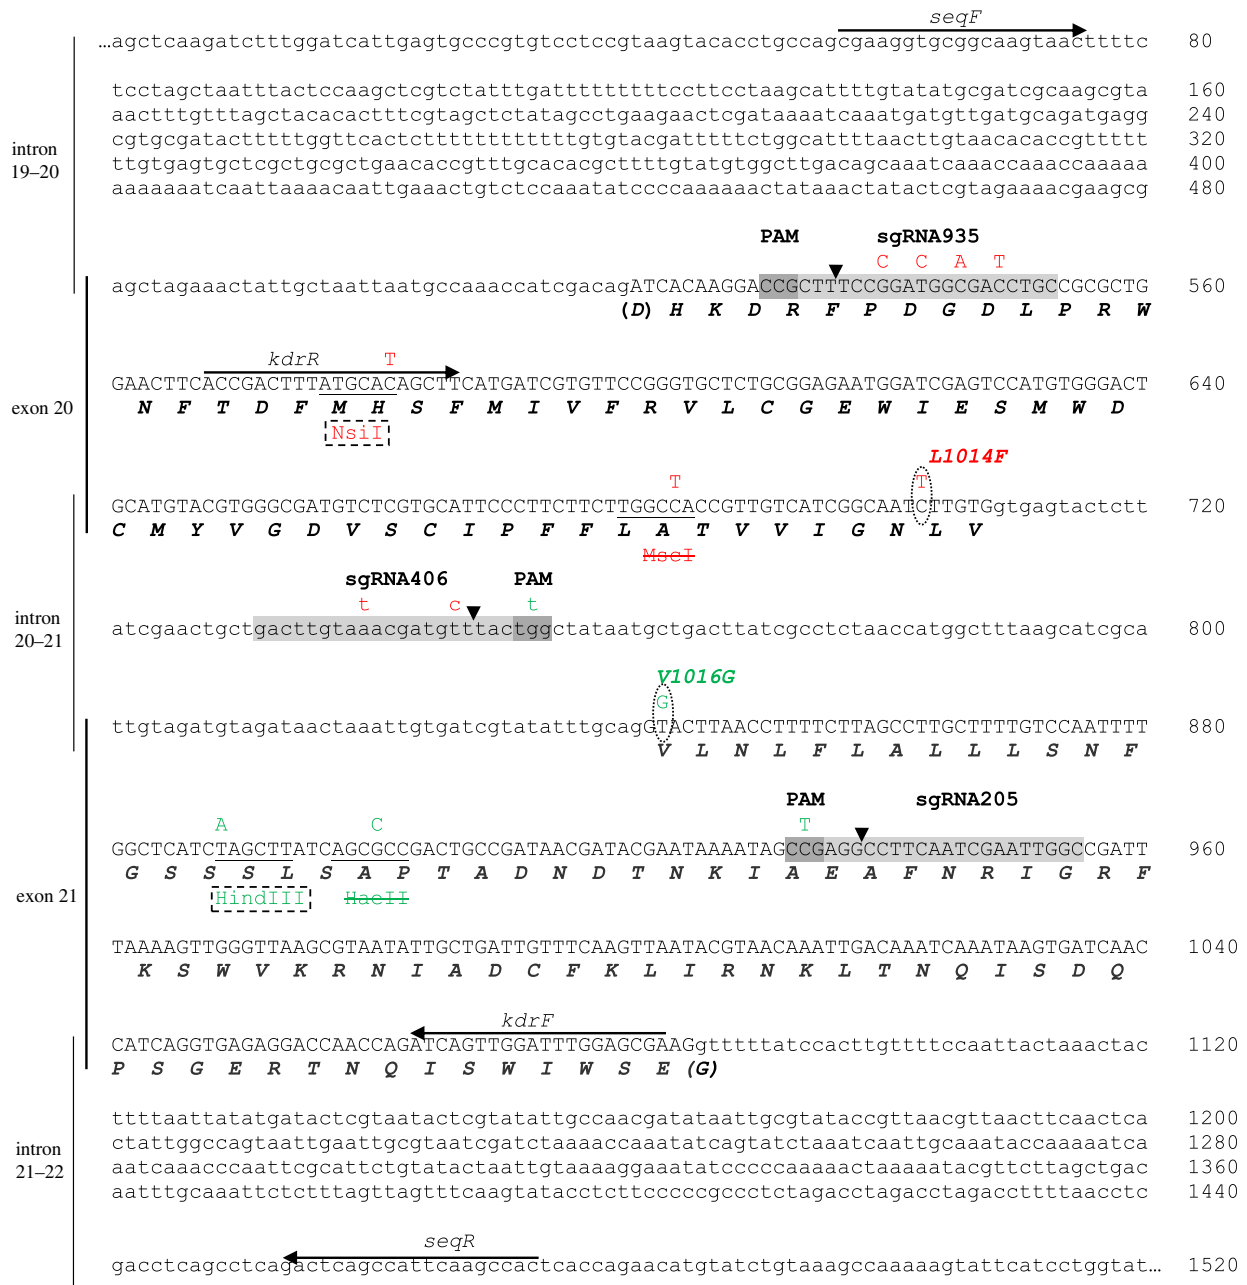 seqF
…agctcaagatctttggatcattgagtgcccgtgtcctccgtaagtacacctgccagcgaaggtgcggcaagtaacttttc 80
tcctagctaatttactccaagctcgtctatttgatttttttttccttcctaagcattttgtatatgcgatcgcaagcgta 160
aactttgtttagctacacactttcgtagctctatagcctgaagaactcgataaaatcaaatgatgttgatgcagatgagg 240
cgtgcgatactttttggttcactcttttttttttttttgtgtacgatttttctggcattttaacttgtaacaccgttttt 320
intron
19–20
ttgtgagtgctcgctgcgctgaacaccgtttgcacacgcttttgtatgtggcttgacagcaaatcaaaccaaaccaaaaa 400
aaaaaaatcaattaaaacaattgaaactgtctccaaatatccccaaaaaactataaactatactcgtagaaaacgaagcg 480
PAM sgRNA935
C C A T
agctagaaactattgctaattaatgccaaaccatcgacagATCACAAGGACCGCTTTCCGGATGGCGACCTGCCGCGCTG 560
(D) H K D R F P D G D L P R W
kdrR T
GAACTTCACCGACTTTATGCACAGCTTCATGATCGTGTTCCGGGTGCTCTGCGGAGAATGGATCGAGTCCATGTGGGACT 640
exon 20
N F T D F M H S F M I V F R V L C G E W I E S M W D
NsiI
L1014F
T T
GCATGTACGTGGGCGATGTCTCGTGCATTCCCTTCTTCTTGGCCACCGTTGTCATCGGCAATCTTGTGgtgagtactctt 720
C M Y V G D V S C I P F F L A T V V I G N L V
MscI
sgRNA406 PAM
t c t
intron
20–21
atcgaactgctgacttgtaaacgatgtttactggctataatgctgacttatcgcctctaaccatggctttaagcatcgca 800
V1016G
G
ttgtagatgtagataactaaattgtgatcgtatatttgcagGTACTTAACCTTTTCTTAGCCTTGCTTTTGTCCAATTTT 880
V L N L F L A L L L S N F
PAM sgRNA205
A C T
GGCTCATCTAGCTTATCAGCGCCGACTGCCGATAACGATACGAATAAAATAGCCGAGGCCTTCAATCGAATTGGCCGATT 960
G S S S L S A P T A D N D T N K I A E A F N R I G R F
exon 21
HindIII HaeII
TAAAAGTTGGGTTAAGCGTAATATTGCTGATTGTTTCAAGTTAATACGTAACAAATTGACAAATCAAATAAGTGATCAAC 1040
K S W V K R N I A D C F K L I R N K L T N Q I S D Q
kdrF
CATCAGGTGAGAGGACCAACCAGATCAGTTGGATTTGGAGCGAAGgtttttatccacttgttttccaattactaaactac 1120
P S G E R T N Q I S W I W S E (G)
ttttaattatatgatactcgtaatactcgtatattgccaacgatataattgcgtataccgttaacgttaacttcaactca 1200
ctattggccagtaattgaattgcgtaatcgatctaaaaccaaatatcagtatctaaatcaattgcaaataccaaaaatca 1280
intron
21–22
aatcaaacccaattcgcattctgtatactaattgtaaaaggaaatatcccccaaaaactaaaaatacgttcttagctgac 1360
aatttgcaaattctctttagttagtttcaagtatacctcttcccccgccctctagacctagacctagaccttttaacctc 1440
seqR
gacctcagcctcagactcagccattcaagccactcaccagaacatgtatctgtaaagccaaaaagtattcatcctggtat… 1520